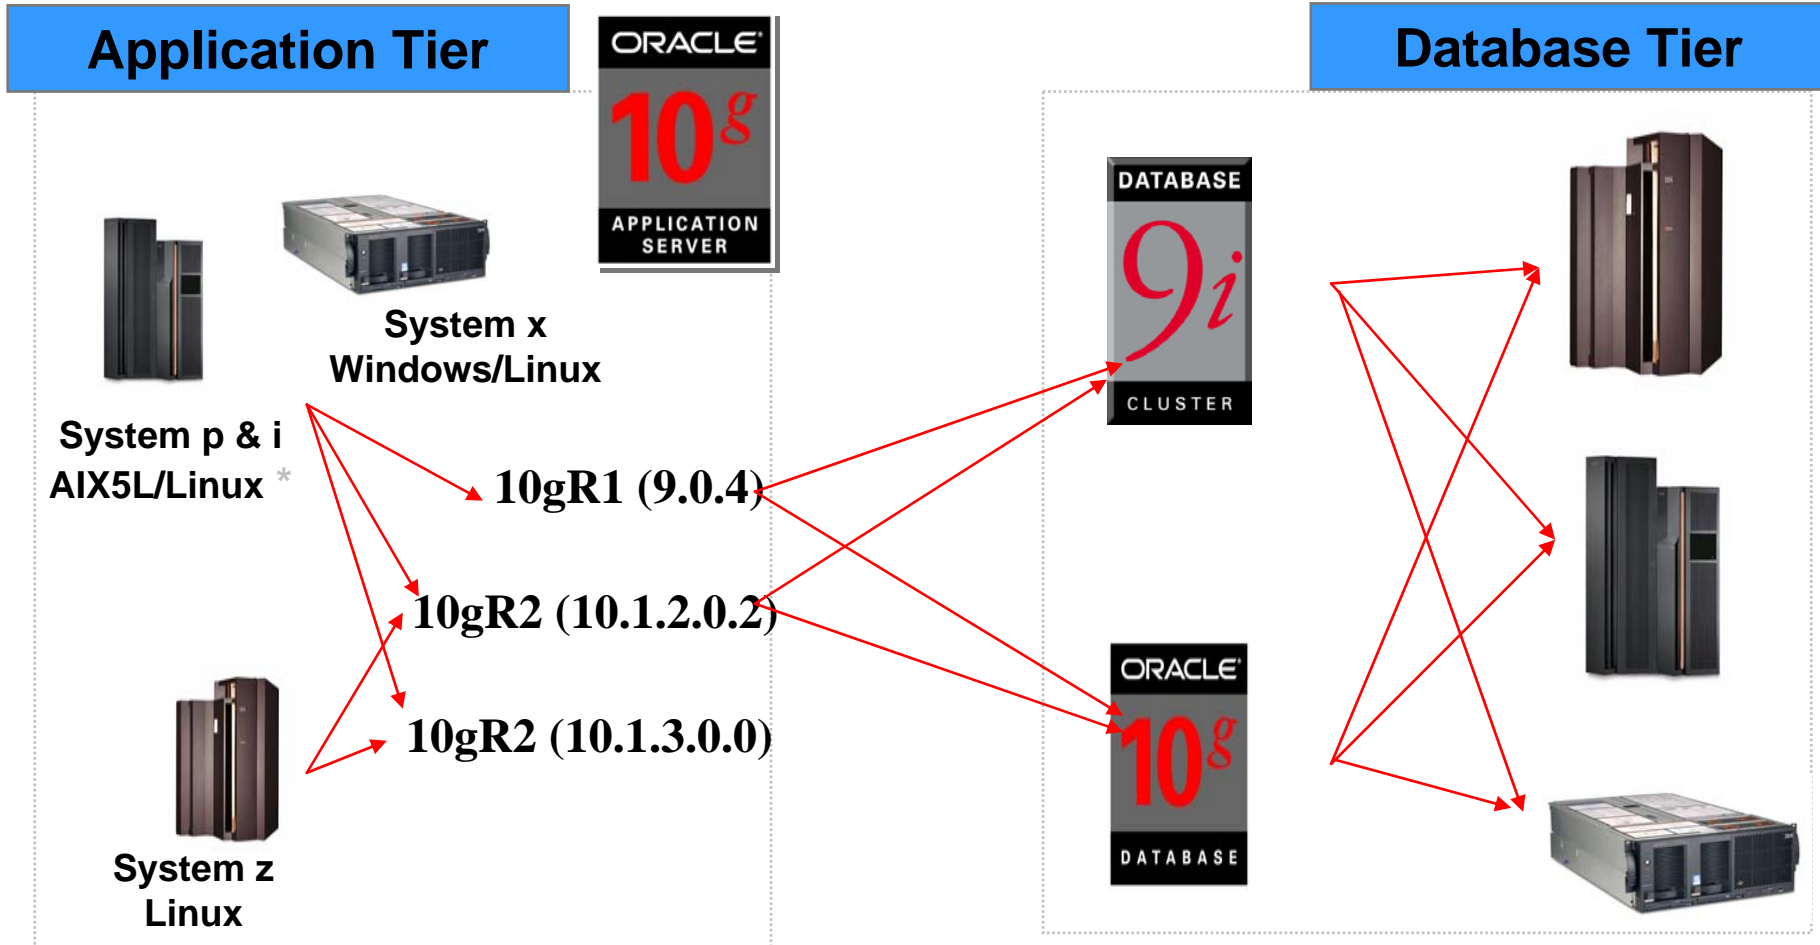 Application Tier
ORACLE
10g
APPLICATION
SERVER
System x
Windows/Linux
System p & i
AIX5L/Linux *
10gR1 (9.0.4)
10gR2 (10.1.2.0.2)
10gR2 (10.1.3.0.0)
System z
Linux
Database Tier
DATABASE
9i
CLUSTER
ORACLE
10g
DATABASE